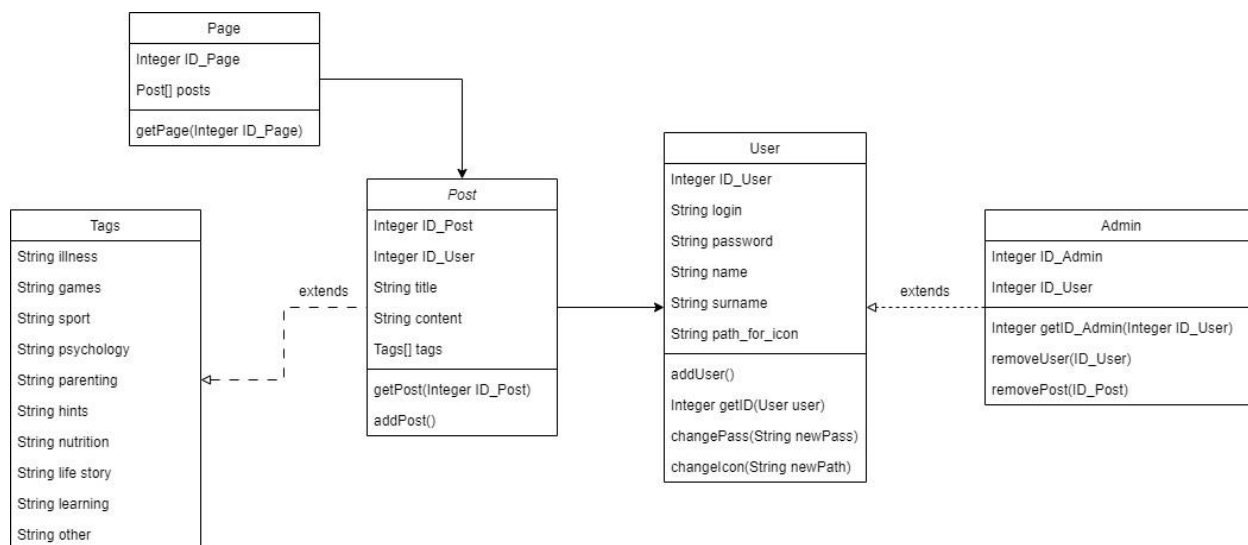 Page
Integer ID_Page
Post[] posts
getPage(Integer ID_Page)
Post
Integer ID_Post
Integer ID_User
String title
String content
Tags[] tags
getPost(Integer ID_Post)
addPost()
Tags
String illness
String games
String sport
String psychology
String parenting
String hints
String nutrition
String life story
String learning
String other
extends
User
Integer ID_User
String login
String password
String name
String surname
String path_for_icon
addUser()
Integer getID(User user)
changePass(String newPass)
changeIcon(String newPath)
extends
Admin
Integer ID_Admin
Integer ID_User
Integer getID_Admin(Integer ID_User)
removeUser(ID_User)
removePost(ID_Post)